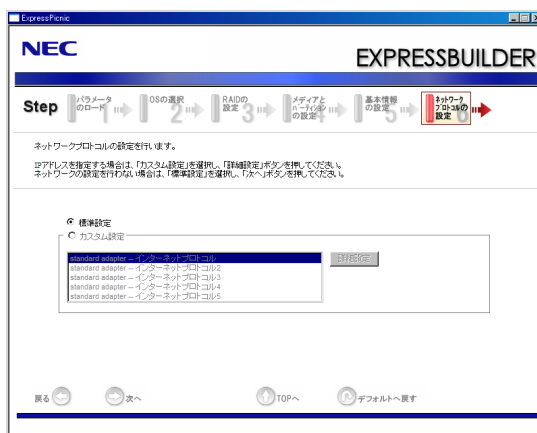 ExpressPicnic
NEC
EXPRESSBUILDER
Step
パラメータのロード 1
OSの選択 2
RAIDの設定 3
メディアとパーティションの設定 4
基本情報の設定 5
ネットワークプロトコルの設定 6
ネットワークプロトコルの設定を行います。
IPアドレスを指定する場合は、「カスタム設定」を選択し、「詳細設定」ボタンを押してください。
ネットワークの設定を行わない場合は、「標準設定」を選択し、「次へ」ボタンを押してください。
標準設定
カスタム設定
standard adapter -- インターネットプロトコル
詳細設定
standard adapter -- インターネットプロトコル2
standard adapter -- インターネットプロトコル3
standard adapter -- インターネットプロトコル4
standard adapter -- インターネットプロトコル5
戻る
次へ
TOPへ
デフォルトへ戻す